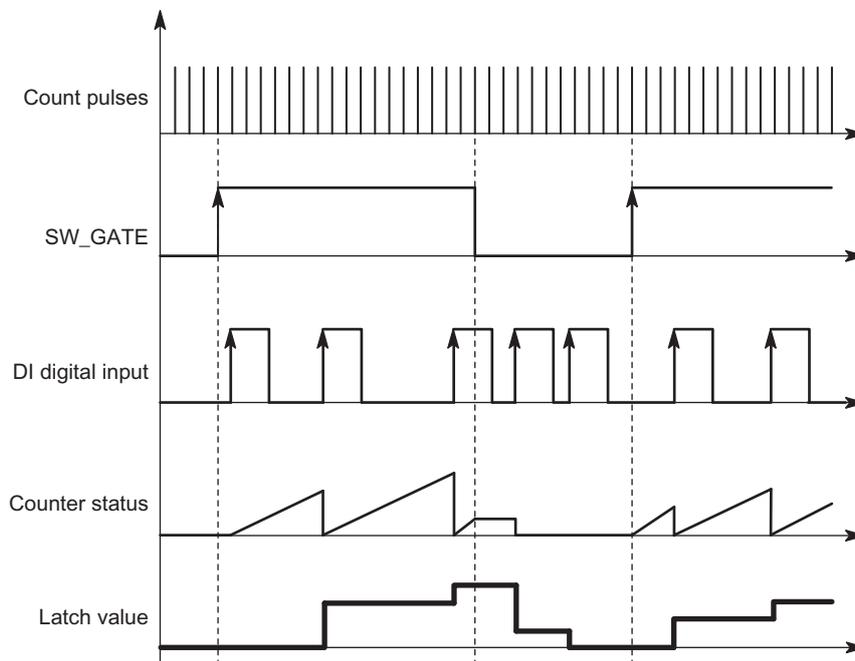 Count pulses
SW_GATE
DI digital input
Counter status
Latch value